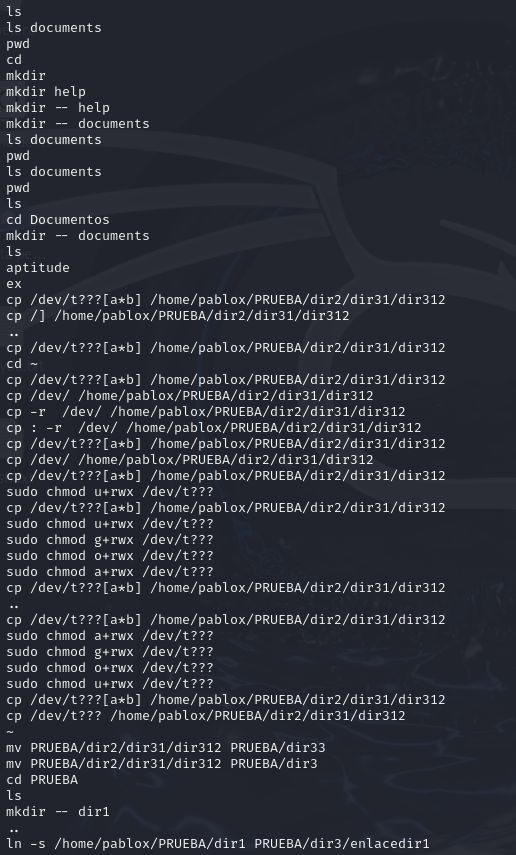 ls
ls documents
pwd
cd
mkdir
mkdir help
mkdir -- help
mkdir -- documents
ls documents
pwd
ls documents
pwd
ls
cd Documentos
mkdir -- documents
ls
aptitude
ex
cp /dev/t???[a*b] /home/pablox/PRUEBA/dir2/dir31/dir312
cp /] /home/pablox/PRUEBA/dir2/dir31/dir312
..
cp /dev/t???[a*b] /home/pablox/PRUEBA/dir2/dir31/dir312
cd ~
cp /dev/t???[a*b] /home/pablox/PRUEBA/dir2/dir31/dir312
cp /dev/ /home/pablox/PRUEBA/dir2/dir31/dir312
cp -r  /dev/ /home/pablox/PRUEBA/dir2/dir31/dir312
cp : -r  /dev/ /home/pablox/PRUEBA/dir2/dir31/dir312
cp /dev/t???[a*b] /home/pablox/PRUEBA/dir2/dir31/dir312
cp /dev/ /home/pablox/PRUEBA/dir2/dir31/dir312
cp /dev/t???[a*b] /home/pablox/PRUEBA/dir2/dir31/dir312
sudo chmod u+rwx /dev/t???
cp /dev/t???[a*b] /home/pablox/PRUEBA/dir2/dir31/dir312
sudo chmod u+rwx /dev/t???
sudo chmod g+rwx /dev/t???
sudo chmod o+rwx /dev/t???
sudo chmod a+rwx /dev/t???
cp /dev/t???[a*b] /home/pablox/PRUEBA/dir2/dir31/dir312
..
cp /dev/t???[a*b] /home/pablox/PRUEBA/dir2/dir31/dir312
sudo chmod a+rwx /dev/t???
sudo chmod g+rwx /dev/t???
sudo chmod o+rwx /dev/t???
sudo chmod u+rwx /dev/t???
cp /dev/t???[a*b] /home/pablox/PRUEBA/dir2/dir31/dir312
cp /dev/t??? /home/pablox/PRUEBA/dir2/dir31/dir312
~
mv PRUEBA/dir2/dir31/dir312 PRUEBA/dir33
mv PRUEBA/dir2/dir31/dir312 PRUEBA/dir3
cd PRUEBA
ls
mkdir -- dir1
..
ln -s /home/pablox/PRUEBA/dir1 PRUEBA/dir3/enlacedir1